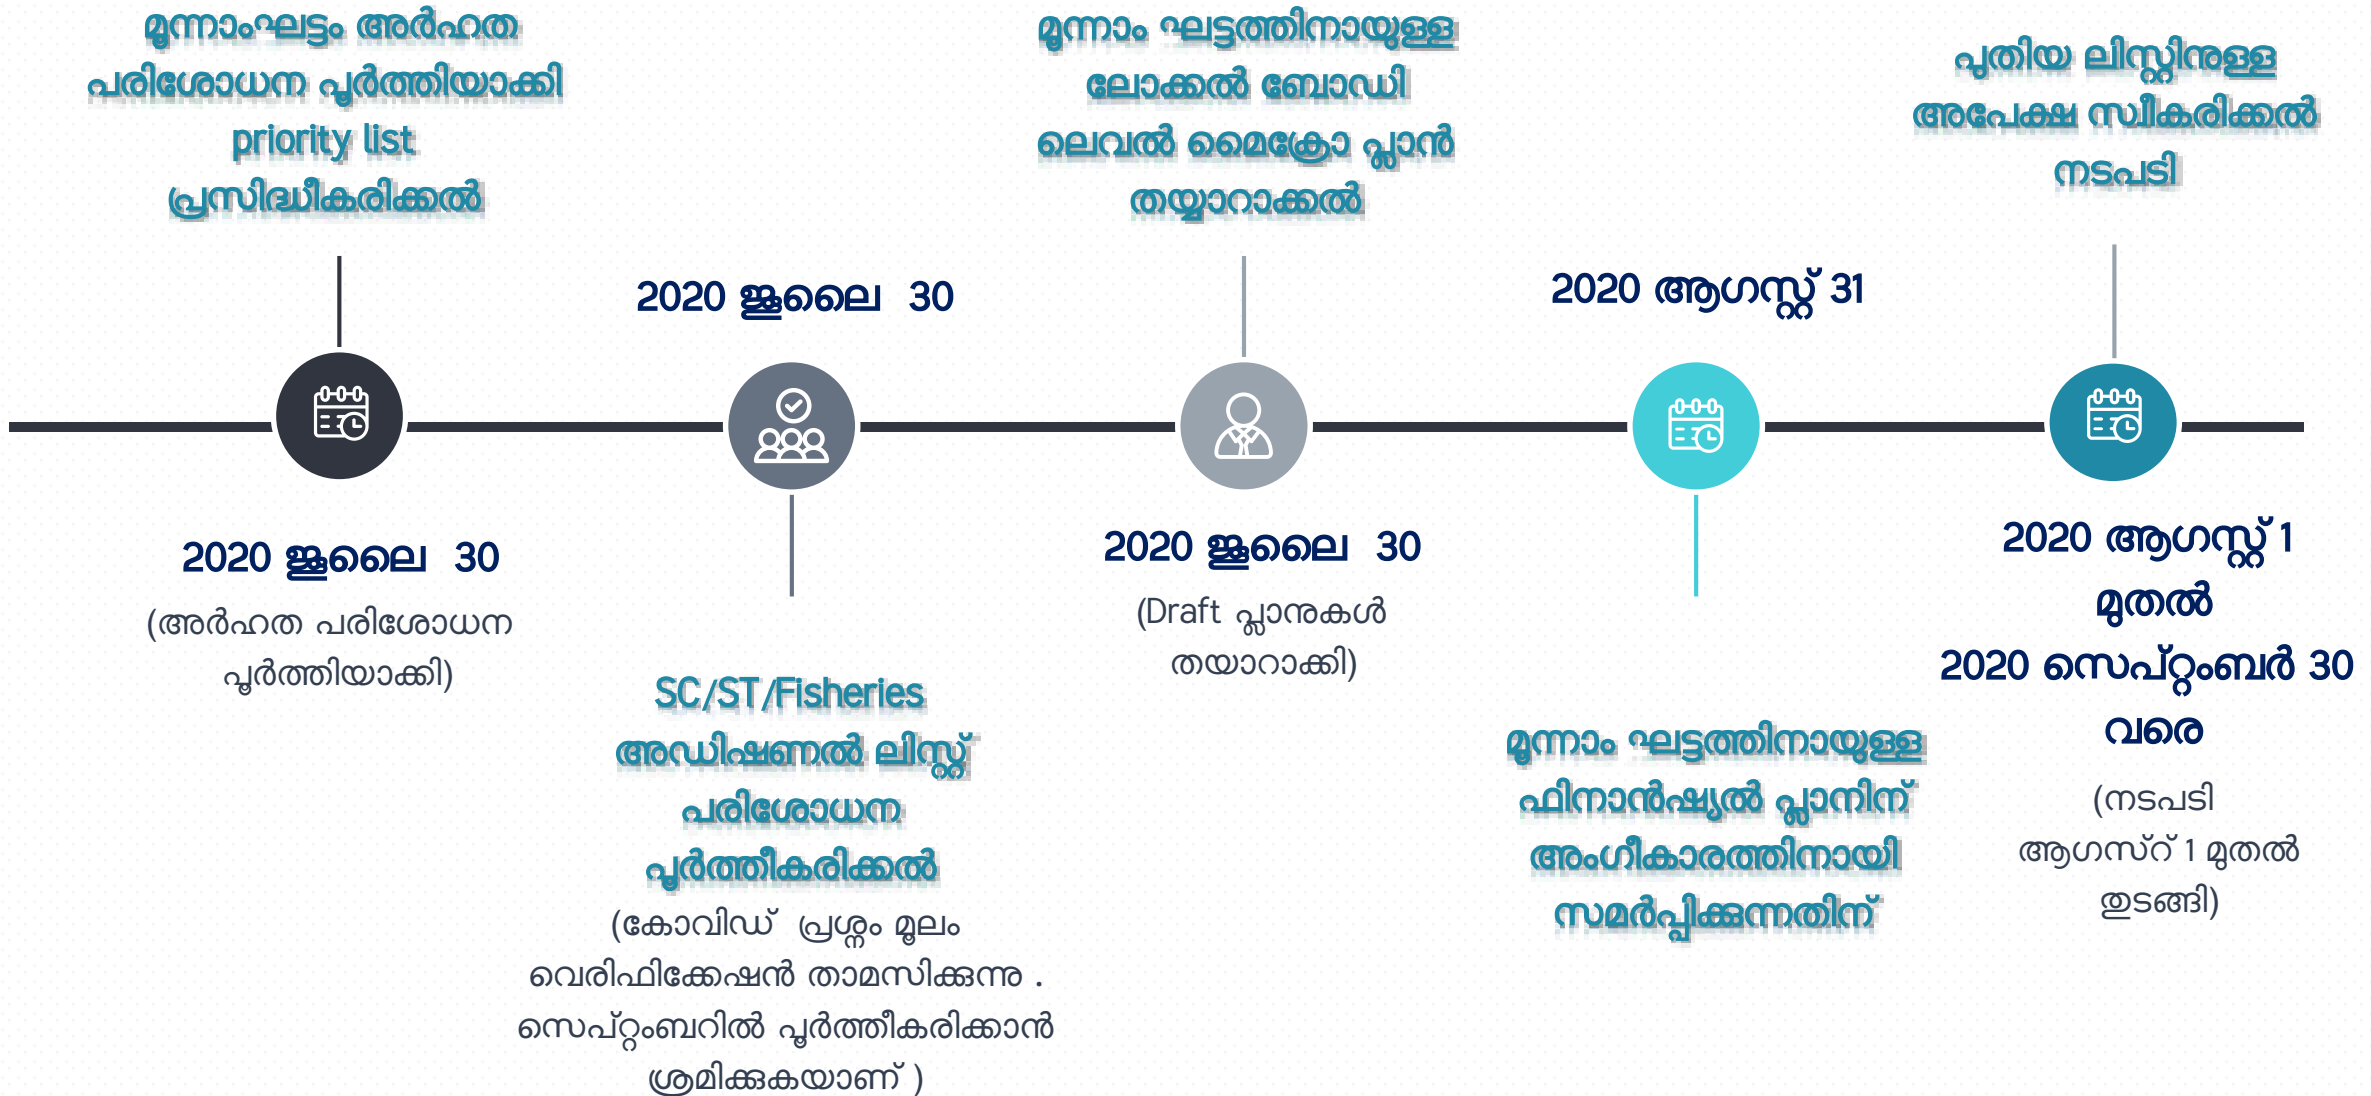 മൂന്നാംഘട്ടം അർഹത
പരിശോധന പൂർത്തിയാക്കി
priority list
പ്രസിദ്ധീകരിക്കൽ
2020 ജൂലൈ 30
(അർഹത പരിശോധന
പൂർത്തിയാക്കി)
2020 ജൂലൈ 30
SC/ST/Fisheries
അഡിഷണൽ ലിസ്റ്റ്
പരിശോധന
പൂർത്തീകരിക്കൽ
(കോവിഡ് പ്രശ്നം മൂലം
വെരിഫിക്കേഷൻ താമസിക്കുന്നു .
സെപ്റ്റംബറിൽ പൂർത്തീകരിക്കാൻ
ശ്രമിക്കുകയാണ് )
മൂന്നാം ഘട്ടത്തിനായുള്ള
ലോക്കൽ ബോഡി
ലെവൽ മൈക്രോ പ്ലാൻ
തയ്യാറാക്കൽ
2020 ജൂലൈ 30
(Draft പ്ലാനുകൾ
തയാറാക്കി)
2020 ആഗസ്റ്റ് 31
മൂന്നാം ഘട്ടത്തിനായുള്ള
ഫിനാൻഷ്യൽ പ്ലാനിന്
അംഗീകാരത്തിനായി
സമർപ്പിക്കുന്നതിന്
പുതിയ ലിസ്റ്റിനുള്ള
അപേക്ഷ സ്വീകരിക്കൽ
നടപടി
2020 ആഗസ്റ്റ് 1
മുതൽ
2020 സെപ്റ്റംബർ 30
വരെ
(നടപടി
ആഗസ്റ് 1 മുതൽ
തുടങ്ങി)